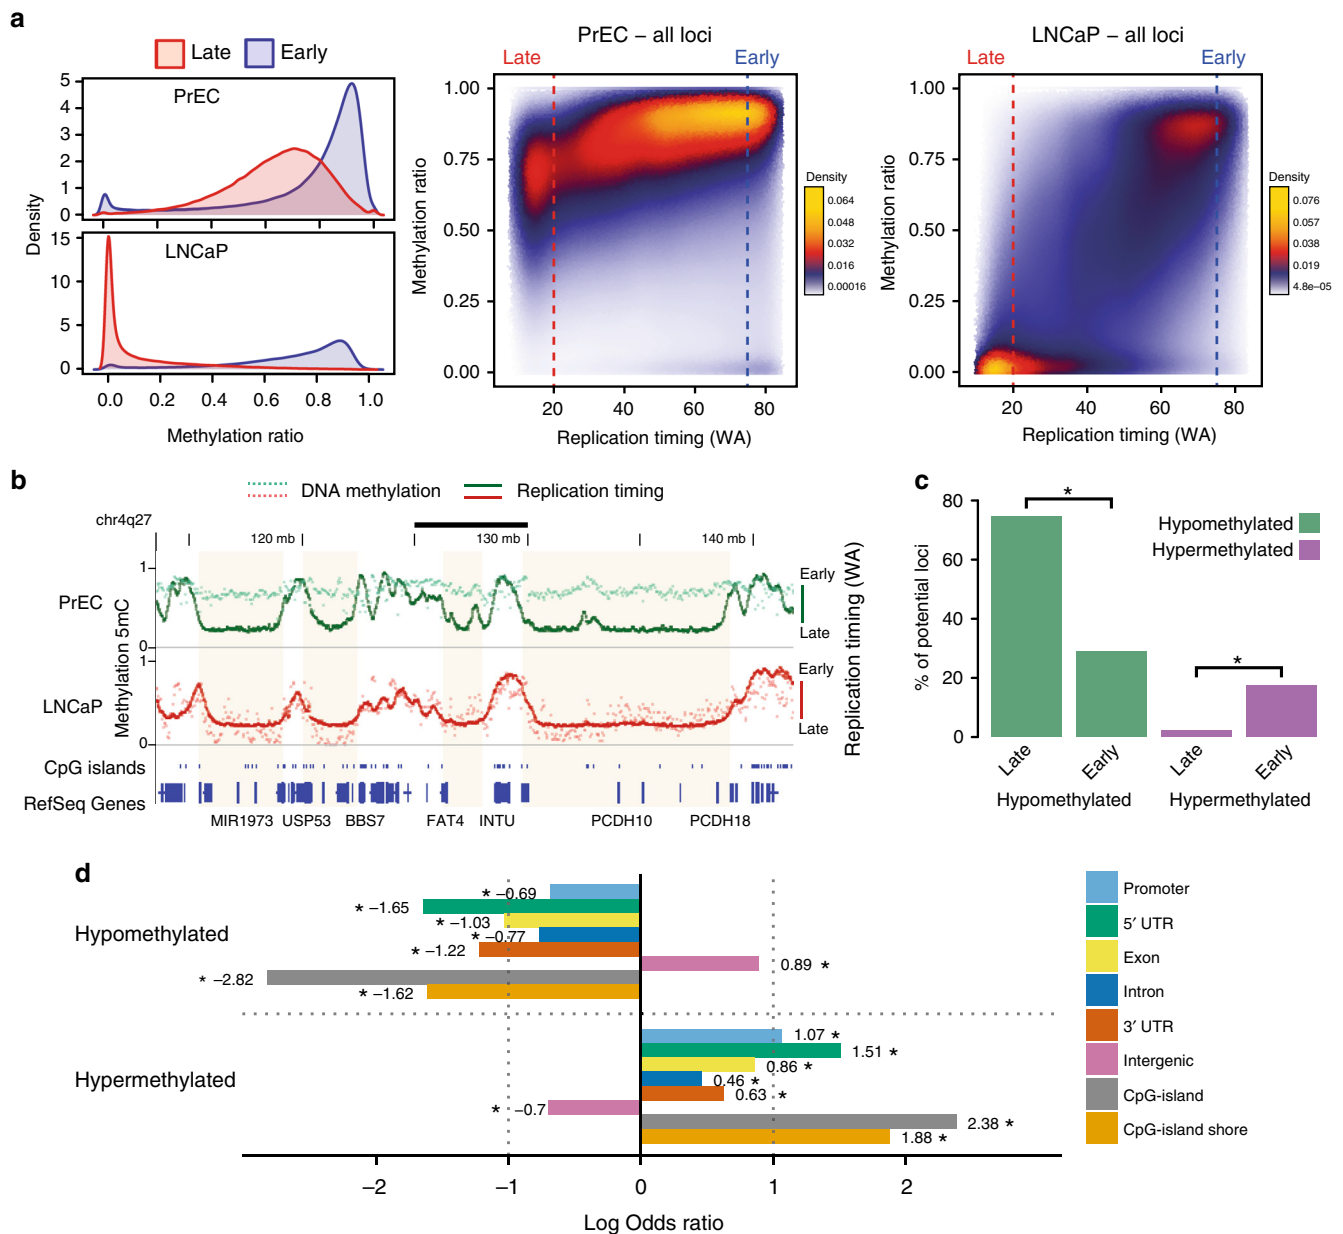 a
Late Early
PrEC
5
4
3
2
1
0
LNCaP
15
10
5
0
Density
0.0 0.2 0.4 0.6 0.8 1.0
Methylation ratio
PrEC – all loci
Late Early
1.00
0.75
0.50
0.25
0.00
Methylation ratio
20 40 60 80
Replication timing (WA)
Density
0.064
0.048
0.032
0.016
0.00016
LNCaP – all loci
Late Early
1.00
0.75
0.50
0.25
0.00
Methylation ratio
20 40 60 80
Replication timing (WA)
Density
0.076
0.057
0.038
0.019
4.8e–05
b
DNA methylation Replication timing
chr4q27
120 mb 130 mb 140 mb
PrEC
1
0
Early
Late
LNCaP
1
0
Early
Late
Methylation 5mC
Replication timing (WA)
CpG islands
RefSeq Genes
MIR1973 USP53 BBS7 FAT4 INTU PCDH10 PCDH18
c
80
60
40
20
0
% of potential loci
* *
Hypomethylated
Hypermethylated
Late Early Late Early
Hypomethylated Hypermethylated
d
Hypomethylated
* –0.69
* –1.65
* –1.03
* –0.77
* –1.22
0.89 *
* –2.82
* –1.62
Hypermethylated
1.07 *
1.51 *
0.86 *
0.46 *
0.63 *
* –0.7
2.38 *
1.88 *
–2 –1 0 1 2
Log Odds ratio
Promoter
5′ UTR
Exon
Intron
3′ UTR
Intergenic
CpG-island
CpG-island shore